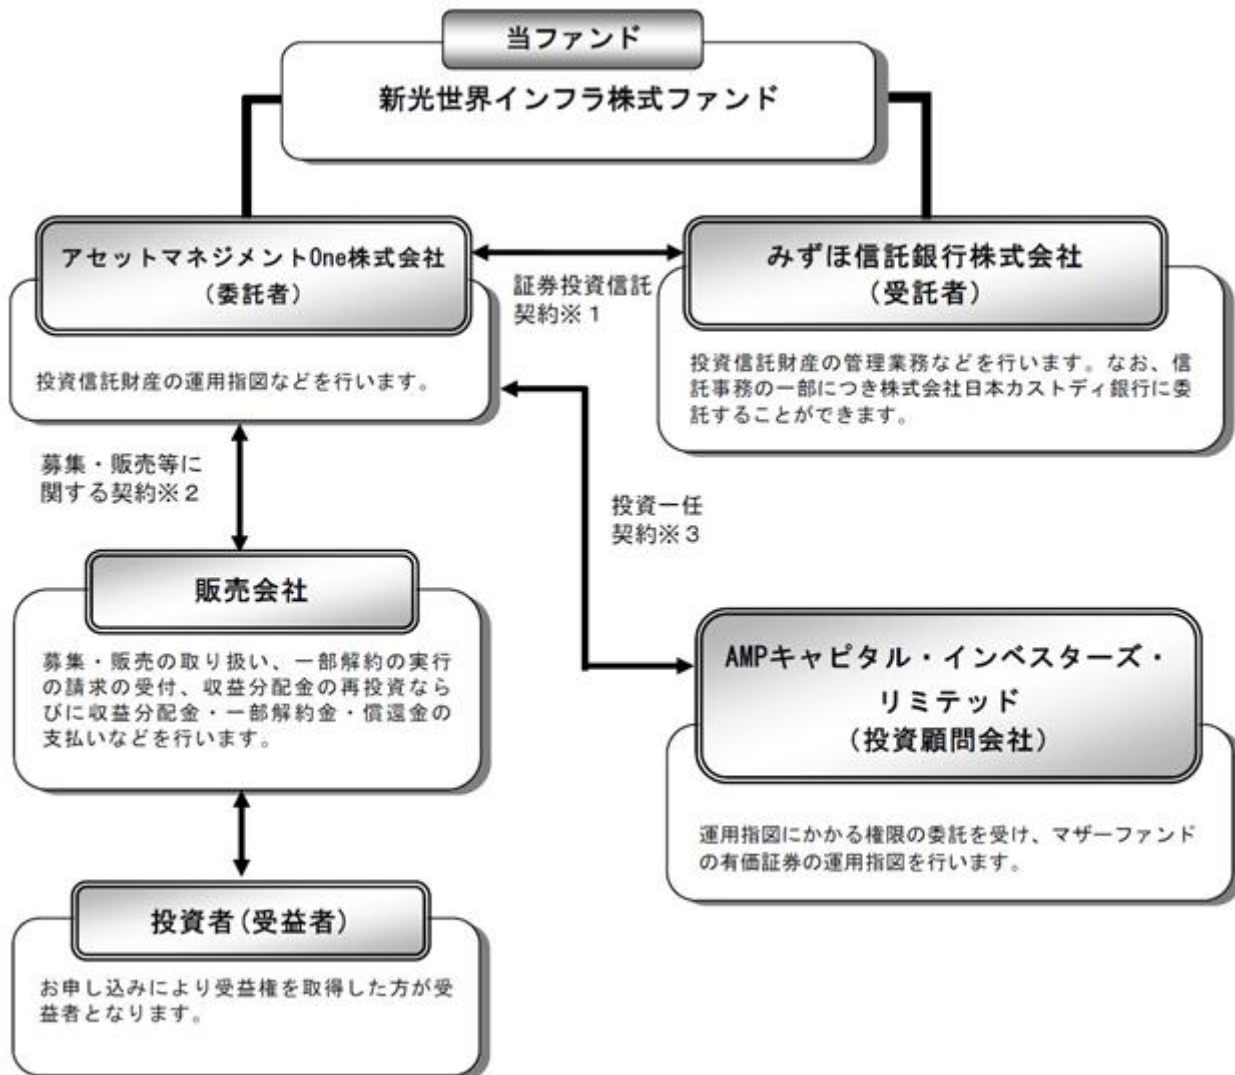 当ファンド
新光世界インフラ株式ファンド
アセットマネジメントOne株式会社
（委託者）
投資信託財産の運用指図などを行います。
証券投資信託
契約※１
みずほ信託銀行株式会社
（受託者）
投資信託財産の管理業務などを行います。なお、信
託事務の一部につき株式会社日本カストディ銀行に委
託することができます。
募集・販売等に
関する契約※２
投資一任
契約※３
販売会社
募集・販売の取り扱い、一部解約の実行
の請求の受付、収益分配金の再投資なら
びに収益分配金・一部解約金・償還金の
支払いなどを行います。
AMPキャピタル・インベスターズ・
リミテッド
（投資顧問会社）
運用指図にかかる権限の委託を受け、マザーファンド
の有価証券の運用指図を行います。
投資者(受益者)
お申し込みにより受益権を取得した方が受
益者となります。